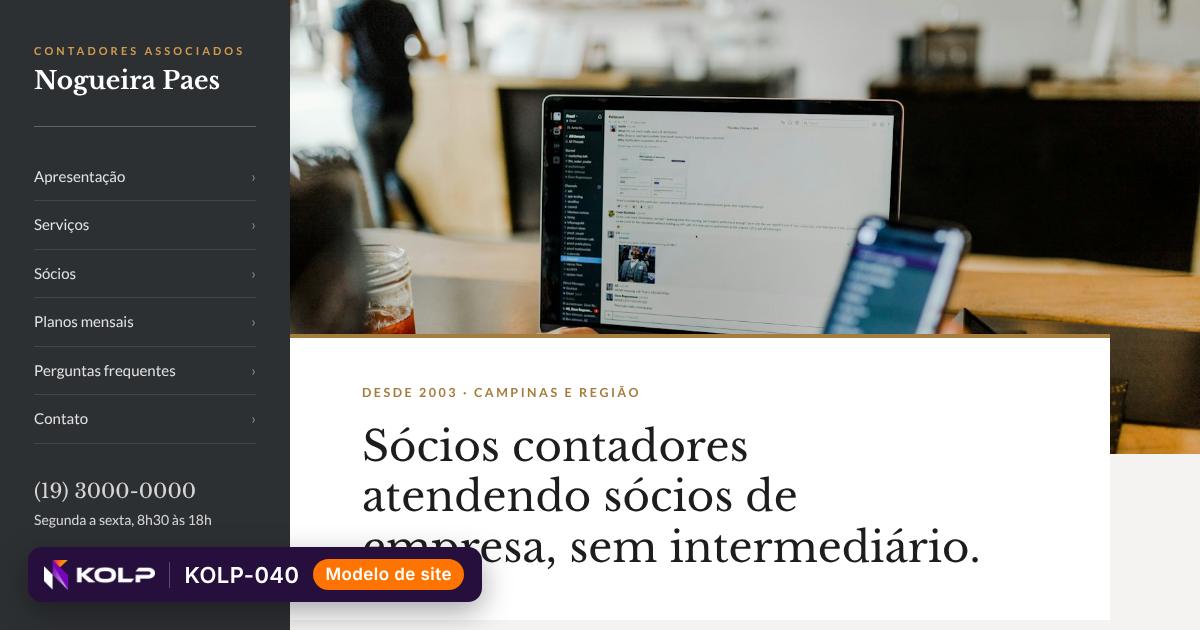 CONTADORES ASSOCIADOS
Nogueira Paes
Apresentação ›
Serviços ›
Sócios ›
Planos mensais ›
Perguntas frequentes ›
Contato ›
(19) 3000-0000
Segunda a sexta, 8h30 às 18h
DESDE 2003 · CAMPINAS E REGIÃO
Sócios contadores
atendendo sócios de
empresa, sem intermediário.
KOLP KOLP-040 Modelo de site